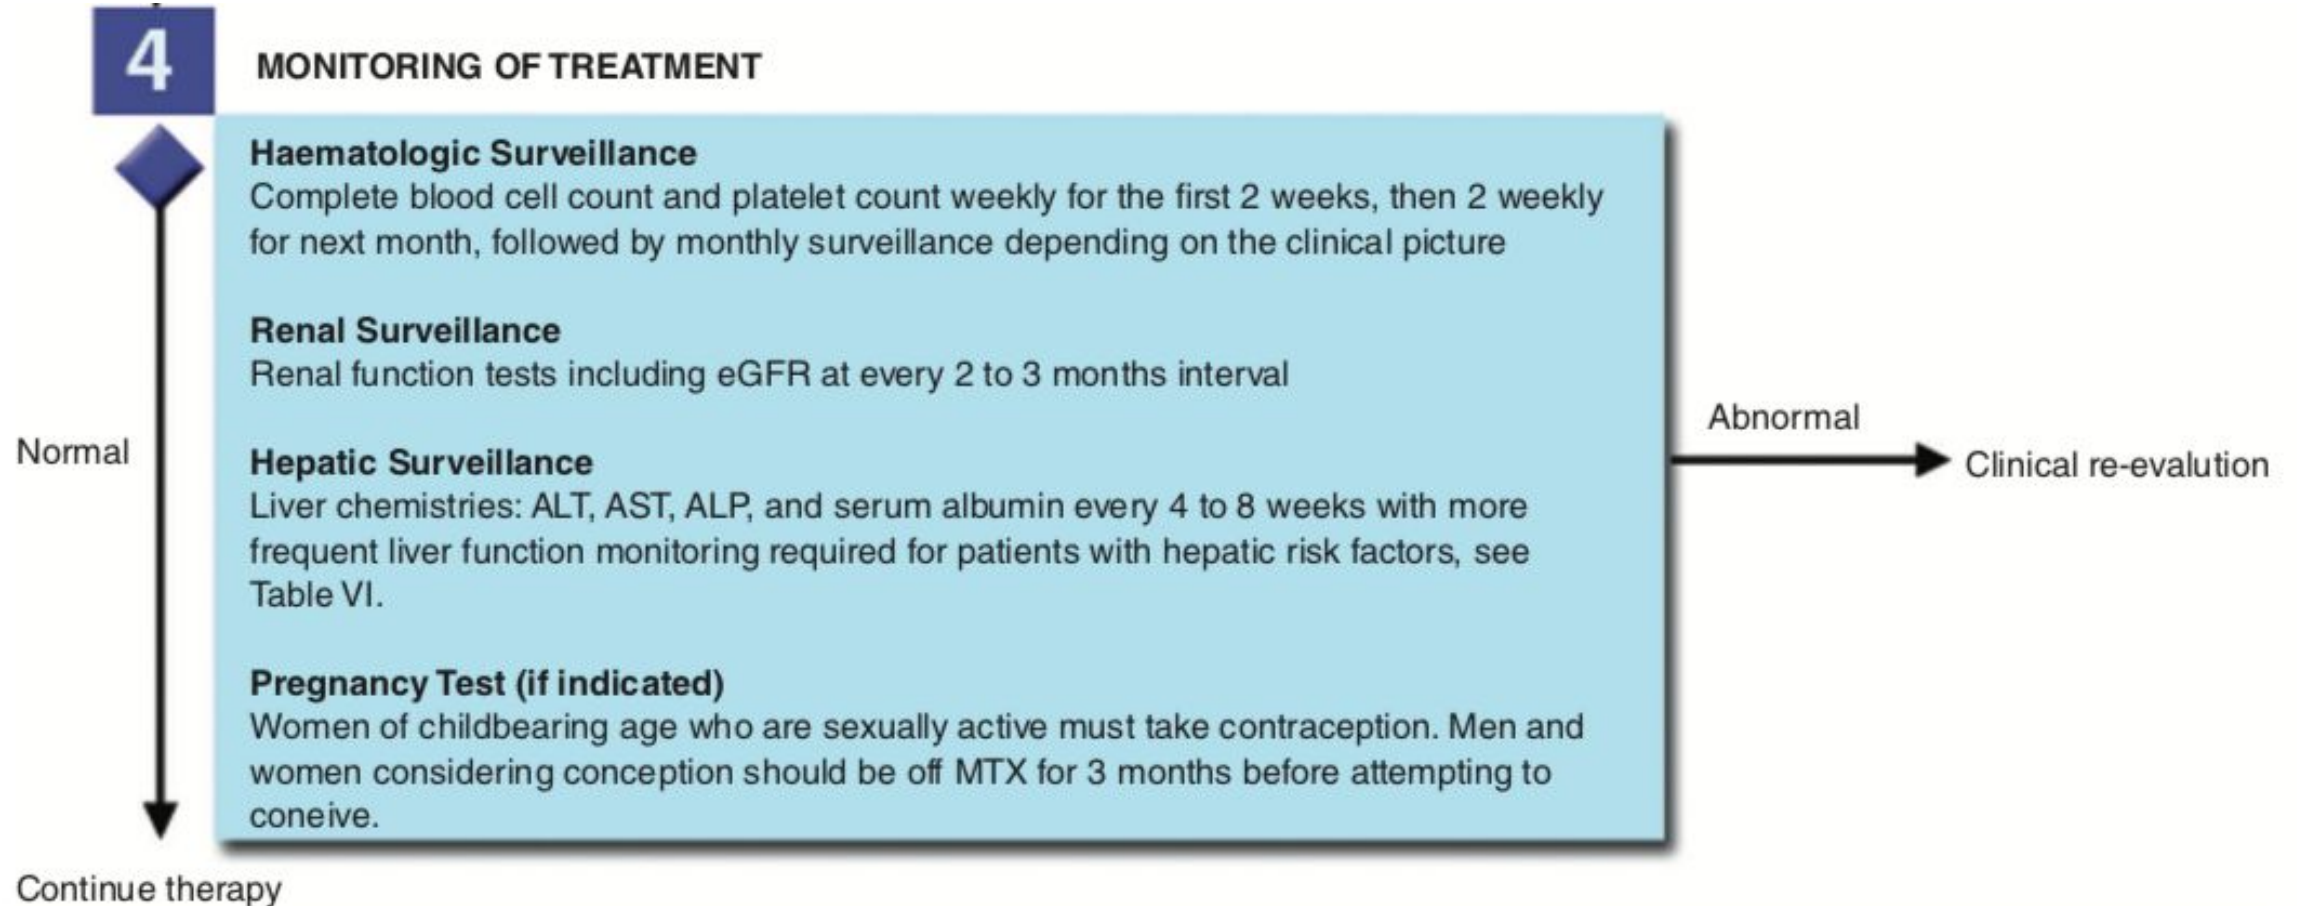 4
MONITORING OF TREATMENT
Haematologic Surveillance
Complete blood cell count and platelet count weekly for the first 2 weeks, then 2 weekly
for next month, followed by monthly surveillance depending on the clinical picture
Renal Surveillance
Renal function tests including eGFR at every 2 to 3 months interval
Hepatic Surveillance
Liver chemistries: ALT, AST, ALP, and serum albumin every 4 to 8 weeks with more
frequent liver function monitoring required for patients with hepatic risk factors, see
Table VI.
Pregnancy Test (if indicated)
Women of childbearing age who are sexually active must take contraception. Men and
women considering conception should be off MTX for 3 months before attempting to
coneive.
Normal
Continue therapy
Abnormal
Clinical re-evalution